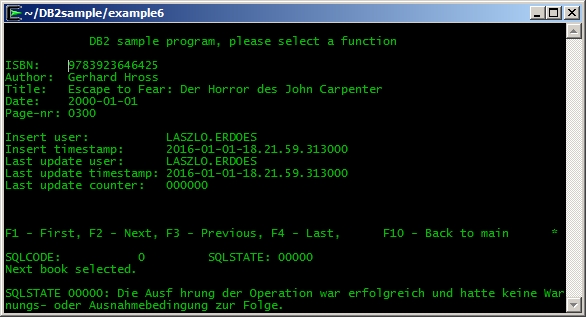 ~/DB2sample/example6
DB2 sample program, please select a function
ISBN: 9783923646425
Author: Gerhard Hross
Title: Escape to Fear: Der Horror des John Carpenter
Date: 2000-01-01
Page-nr: 0300
Insert user: LASZLO.ERDOES
Insert timestamp: 2016-01-01-18.21.59.313000
Last update user: LASZLO.ERDOES
Last update timestamp: 2016-01-01-18.21.59.313000
Last update counter: 000000
F1 - First, F2 - Next, F3 - Previous, F4 - Last, F10 - Back to main *
SQLCODE: 0 SQLSTATE: 00000
Next book selected.
SQLSTATE 00000: Die Ausf hrung der Operation war erfolgreich und hatte keine War
nungs- oder Ausnahmebedingung zur Folge.